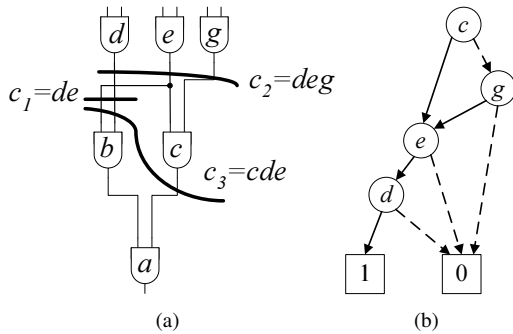 d e g
c
c₁=de
c₂=deg
g
e
b c
c₃=cde
d
a
1 0
(a) (b)